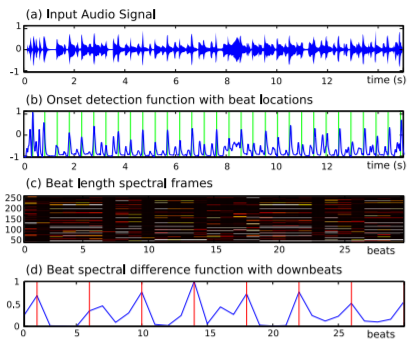 (a) Input Audio Signal
1
0
-1
0 2 4 6 8 10 12 time (s)
(b) Onset detection function with beat locations
1
0
-1
0 2 4 6 8 10 12 time (s)
(c) Beat length spectral frames
250
200
150
100
50
0 5 10 15 20 25 beats
(d) Beat spectral difference function with downbeats
1
0.5
0
0 5 10 15 20 25 beats